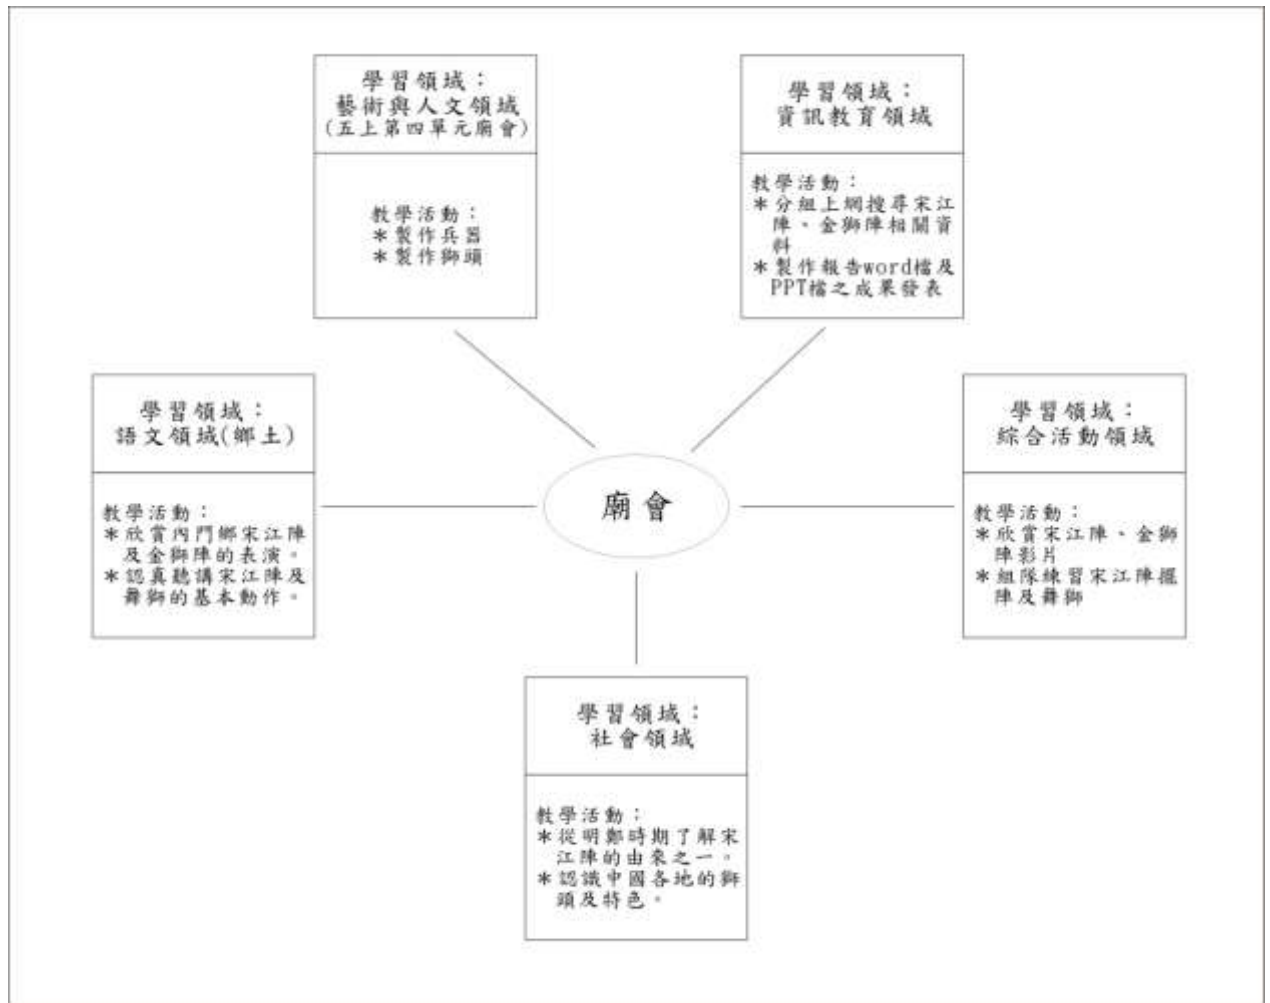 學習領域：
藝術與人文領域
(五上第四單元廟會)
教學活動：
＊製作兵器
＊製作獅頭
學習領域：
資訊教育領域
教學活動：
＊分組上網搜尋宋江
陣、金獅陣相關資
料
＊製作報告word檔及
PPT檔之成果發表
學習領域：
語文領域(鄉土)
教學活動：
＊欣賞內門鄉宋江陣
及金獅陣的表演。
＊認真聽講宋江陣及
舞獅的基本動作。
廟會
學習領域：
綜合活動領域
教學活動：
＊欣賞宋江陣、金獅
陣影片
＊組隊練習宋江陣擺
陣及舞獅
學習領域：
社會領域
教學活動：
＊從明鄭時期了解宋
江陣的由來之一。
＊認識中國各地的獅
頭及特色。